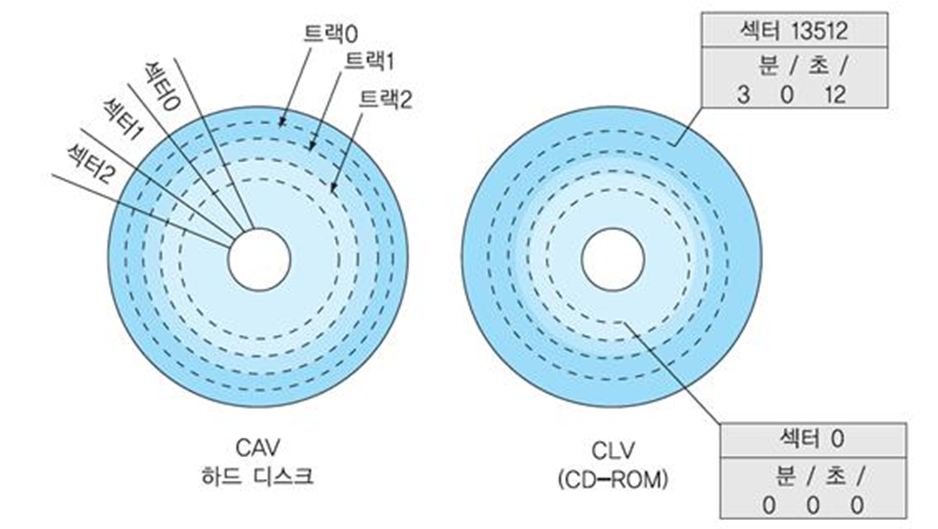 트랙0
트랙1
트랙2
섹터0
섹터1
섹터2
CAV
하드 디스크
섹터 13512
분 / 초 /
3 0 12
CLV
(CD-ROM)
섹터 0
분 / 초 /
0 0 0